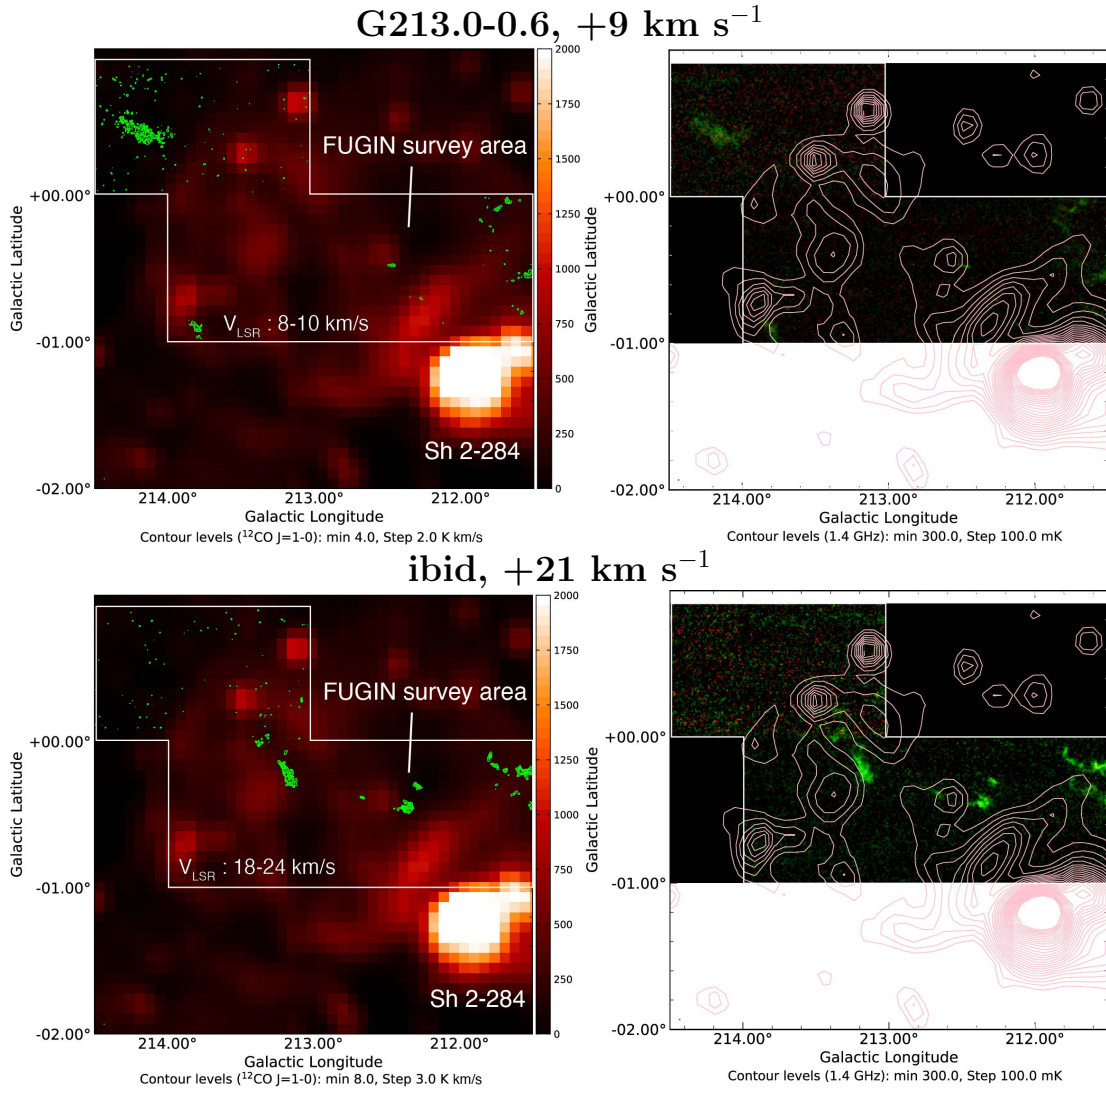 G213.0-0.6, +9 km s⁻¹
2000
1750
1500
1250
1000
750
500
250
0
FUGIN survey area
V_LSR : 8-10 km/s
Sh 2-284
+00.00°
-01.00°
-02.00°
Galactic Latitude
214.00° 213.00° 212.00°
Galactic Longitude
Contour levels (¹²CO J=1-0): min 4.0, Step 2.0 K km/s
+00.00°
-01.00°
-02.00°
Galactic Latitude
214.00° 213.00° 212.00°
Galactic Longitude
Contour levels (1.4 GHz): min 300.0, Step 100.0 mK
ibid, +21 km s⁻¹
2000
1750
1500
1250
1000
750
500
250
0
FUGIN survey area
V_LSR : 18-24 km/s
Sh 2-284
+00.00°
-01.00°
-02.00°
Galactic Latitude
214.00° 213.00° 212.00°
Galactic Longitude
Contour levels (¹²CO J=1-0): min 8.0, Step 3.0 K km/s
+00.00°
-01.00°
-02.00°
Galactic Latitude
214.00° 213.00° 212.00°
Galactic Longitude
Contour levels (1.4 GHz): min 300.0, Step 100.0 mK